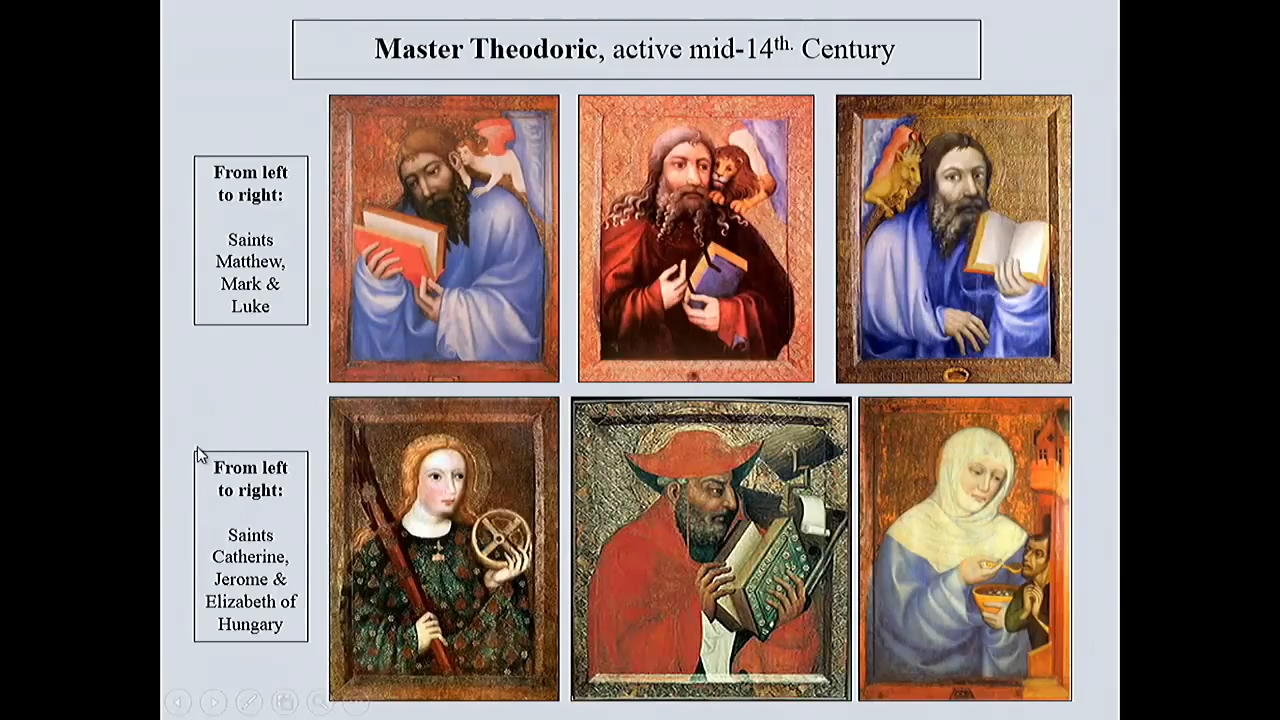 Master Theodoric, active mid-14th. Century
From left
to right:
Saints
Matthew,
Mark &
Luke
From left
to right:
Saints
Catherine,
Jerome &
Elizabeth of
Hungary